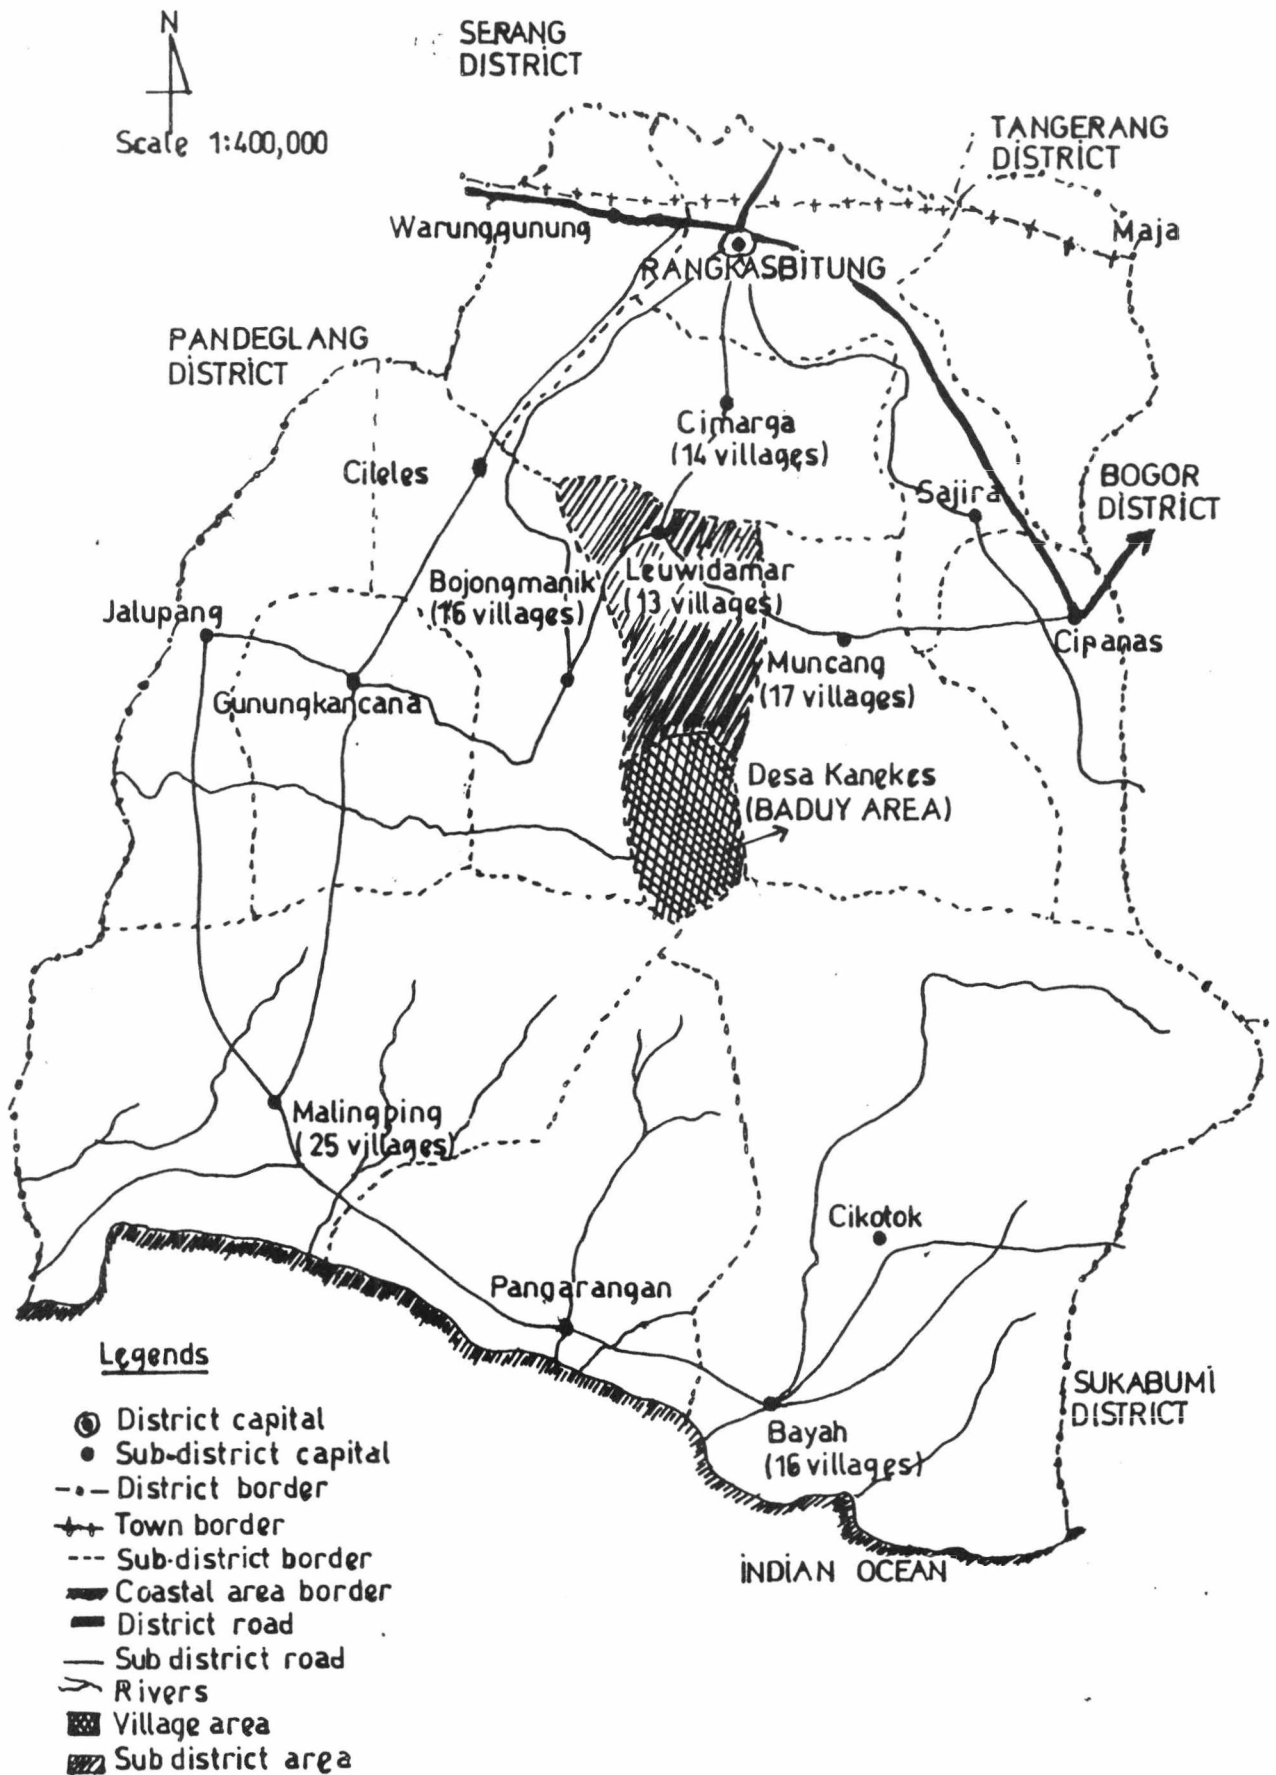 N
Scale 1:400,000
SERANG
DISTRICT
TANGERANG
DISTRICT
Warunggunung
Maja
RANGKASBITUNG
PANDEGLANG
DISTRICT
Cimarga
(14 villages)
Cileles
BOGOR
DISTRICT
Sajira
Bojongmanik
(16 villages)
Leuwidamar
(13 villages)
Jalupang
Cipanas
Muncang
(17 villages)
Gunungkancana
Desa Kanekes
(BADUY AREA)
Malingping
(25 villages)
Cikotok
Pangarangan
SUKABUMI
DISTRICT
Bayah
(16 villages)
INDIAN OCEAN
Legends
District capital
Sub-district capital
District border
Town border
Sub-district border
Coastal area border
District road
Sub district road
Rivers
Village area
Sub district area